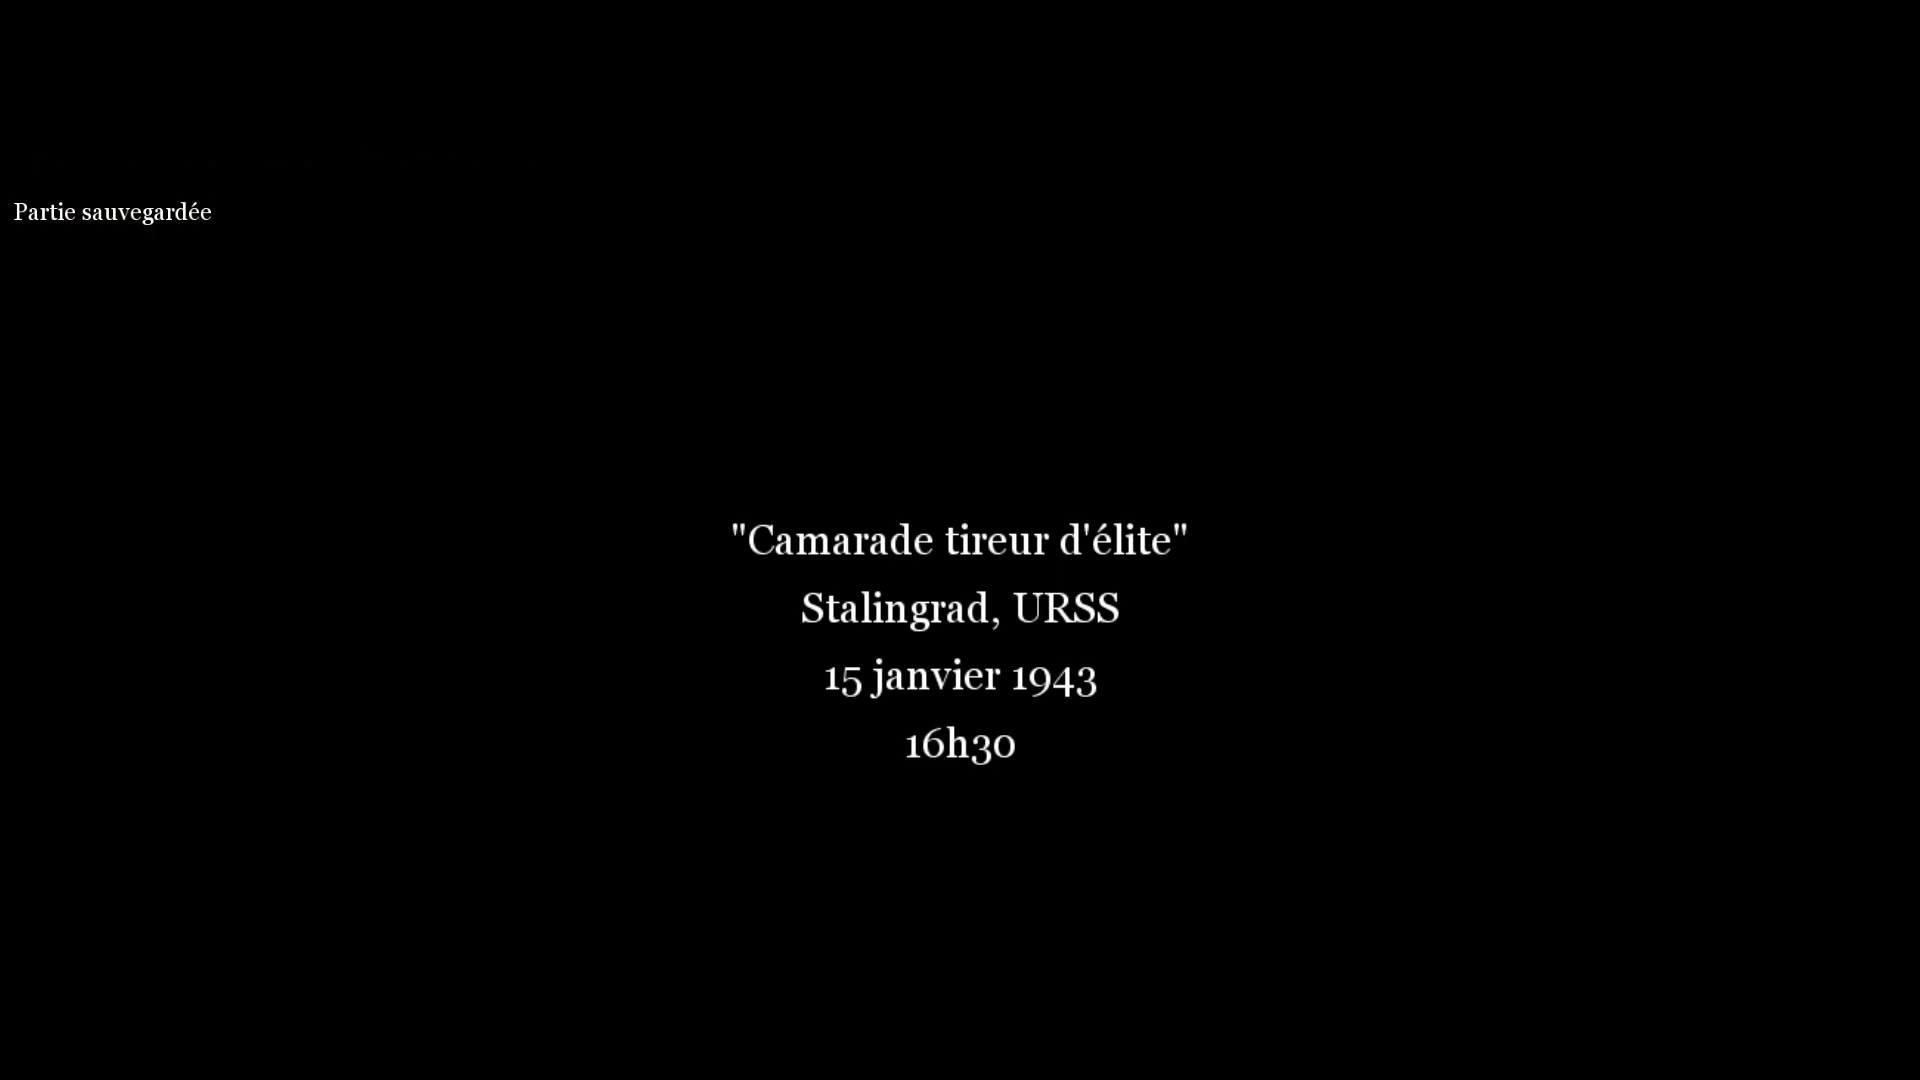 Partie sauvegardée
"Camarade tireur d'élite"
Stalingrad, URSS
15 janvier 1943
16h30